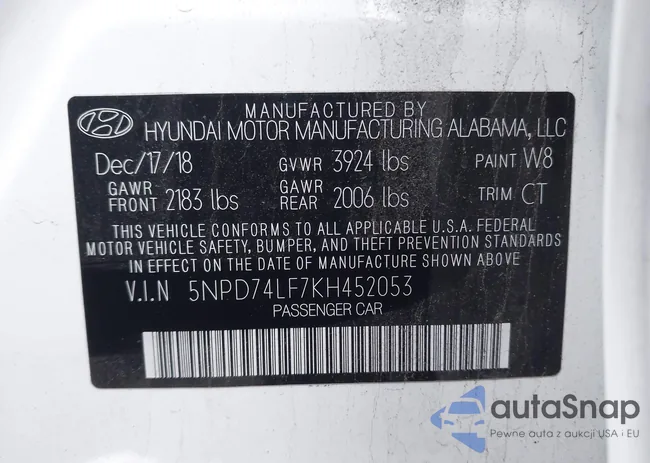 MANUFACTURED BY
HYUNDAI MOTOR MANUFACTURING ALABAMA, LLC
Dec/17/18 GVWR 3924 lbs PAINT W8
GAWR FRONT 2183 lbs GAWR REAR 2006 lbs TRIM CT
THIS VEHICLE CONFORMS TO ALL APPLICABLE U.S.A. FEDERAL
MOTOR VEHICLE SAFETY, BUMPER, AND THEFT PREVENTION STANDARDS
IN EFFECT ON THE DATE OF MANUFACTURE SHOWN ABOVE
V.I.N 5NPD74LF7KH452053
PASSENGER CAR
autaSnap
Pewne auta z aukcji USA i EU